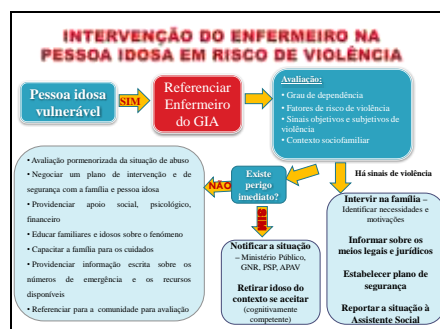 INTERVENÇÃO DO ENFERMEIRO NA
PESSOA IDOSA EM RISCO DE VIOLÊNCIA
Pessoa idosa
vulnerável
SIM
Referenciar
Enfermeiro
do GIA
Avaliação:
• Grau de dependência
• Fatores de risco de violência
• Sinais objetivos e subjetivos de
violência
• Contexto sociofamiliar
• Avaliação pormenorizada da situação de abuso
• Negociar um plano de intervenção e de
segurança com a família e pessoa idosa
• Providenciar apoio social, psicológico,
financeiro
• Educar familiares e idosos sobre o fenómeno
• Capacitar a família para os cuidados
• Providenciar informação escrita sobre os
números de emergência e os recursos
disponíveis
• Referenciar para a comunidade para avaliação
NÃO
Existe
perigo
imediato?
SIM
Há sinais de violência
Notificar a situação
– Ministério Público,
GNR, PSP, APAV
Retirar idoso do
contexto se aceitar
(cognitivamente
competente)
Intervir na família –
Identificar necessidades e
motivações
Informar sobre os
meios legais e jurídicos
Estabelecer plano de
segurança
Reportar a situação à
Assistente Social